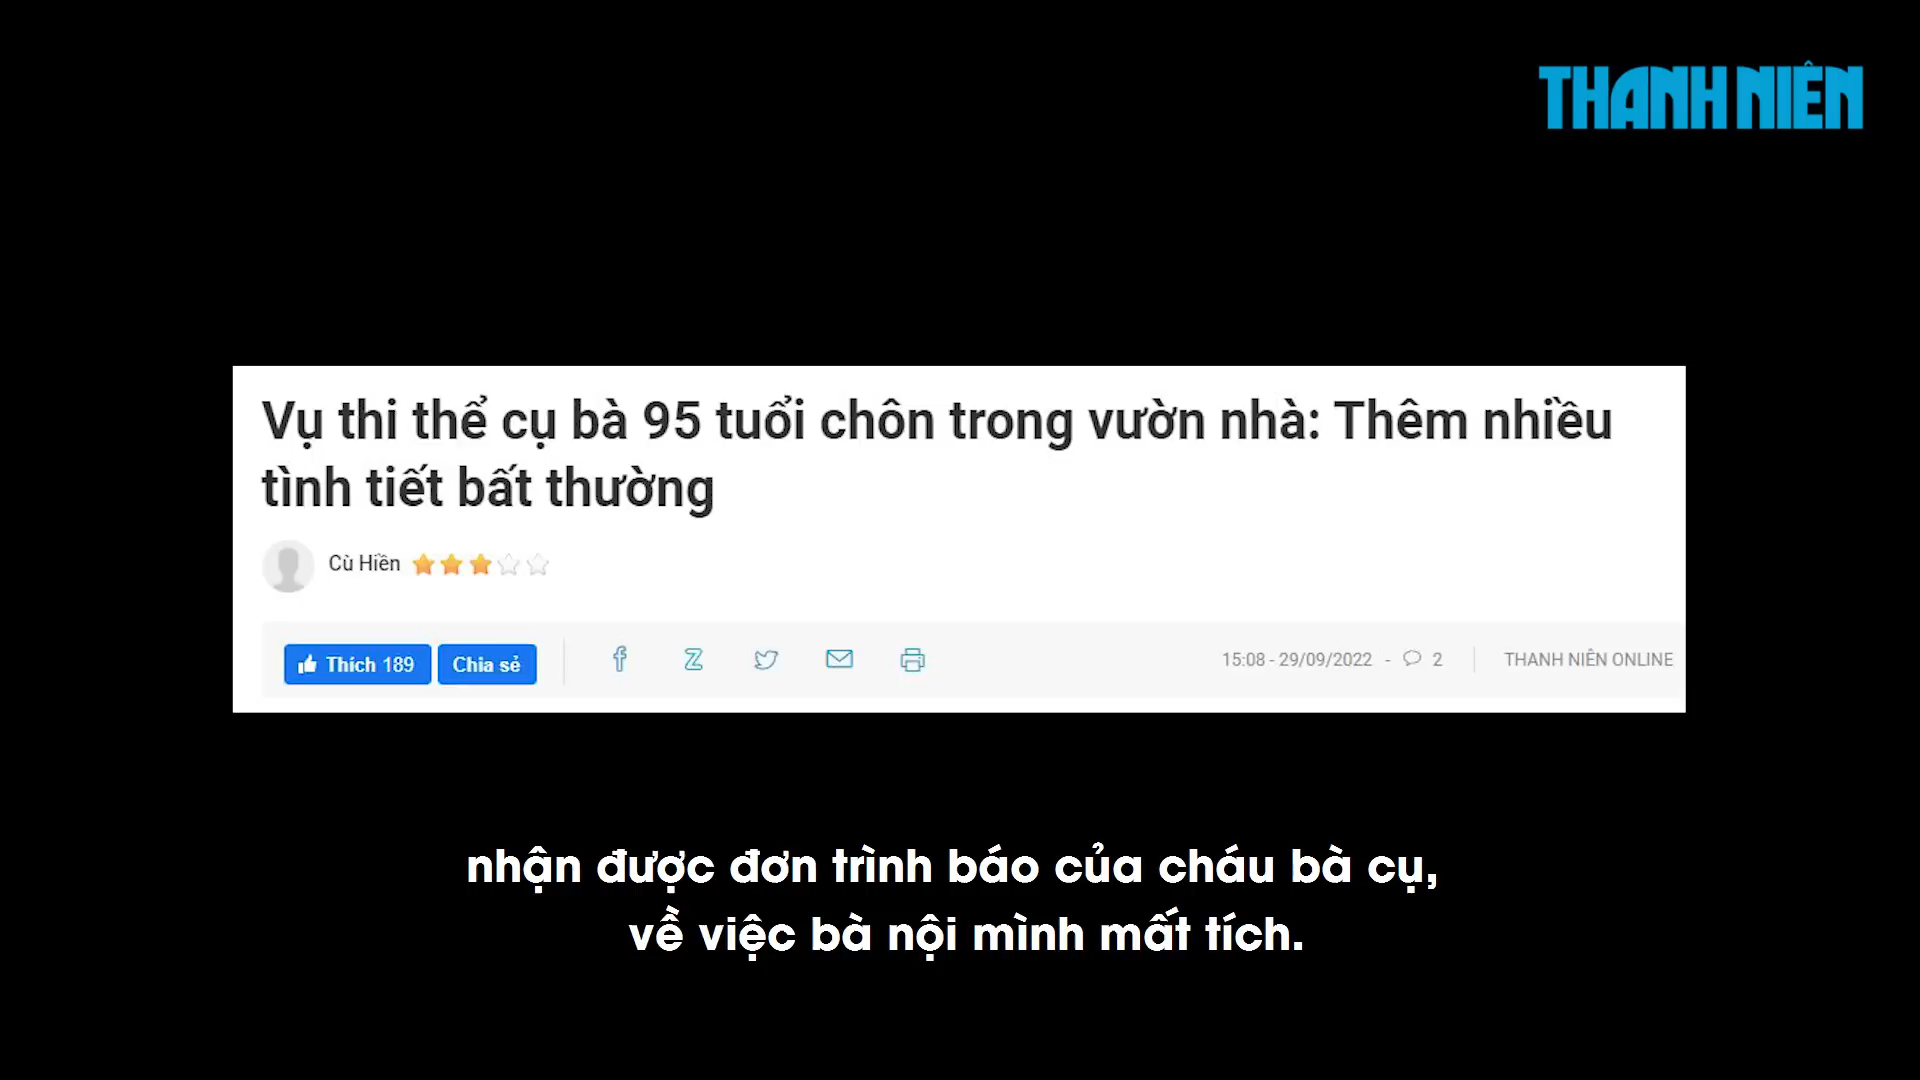 THANH NIÊN
Vụ thi thể cụ bà 95 tuổi chôn trong vườn nhà: Thêm nhiều
tình tiết bất thường
Cù Hiền
Thích 189 Chia sẻ 15:08 - 29/09/2022 - 2 THANH NIÊN ONLINE
nhận được đơn trình báo của cháu bà cụ,
về việc bà nội mình mất tích.